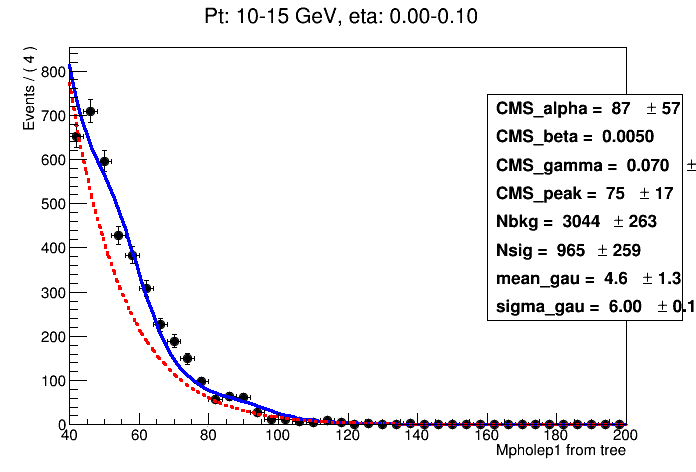 Pt: 10-15 GeV, eta: 0.00-0.10
Events / ( 4 )
800
700
600
500
400
300
200
100
0
CMS_alpha = 87 ± 57
CMS_beta = 0.0050
CMS_gamma = 0.070 ±
CMS_peak = 75 ± 17
Nbkg = 3044 ± 263
Nsig = 965 ± 259
mean_gau = 4.6 ± 1.3
sigma_gau = 6.00 ± 0.1
40 60 80 100 120 140 160 180 200
Mpholep1 from tree